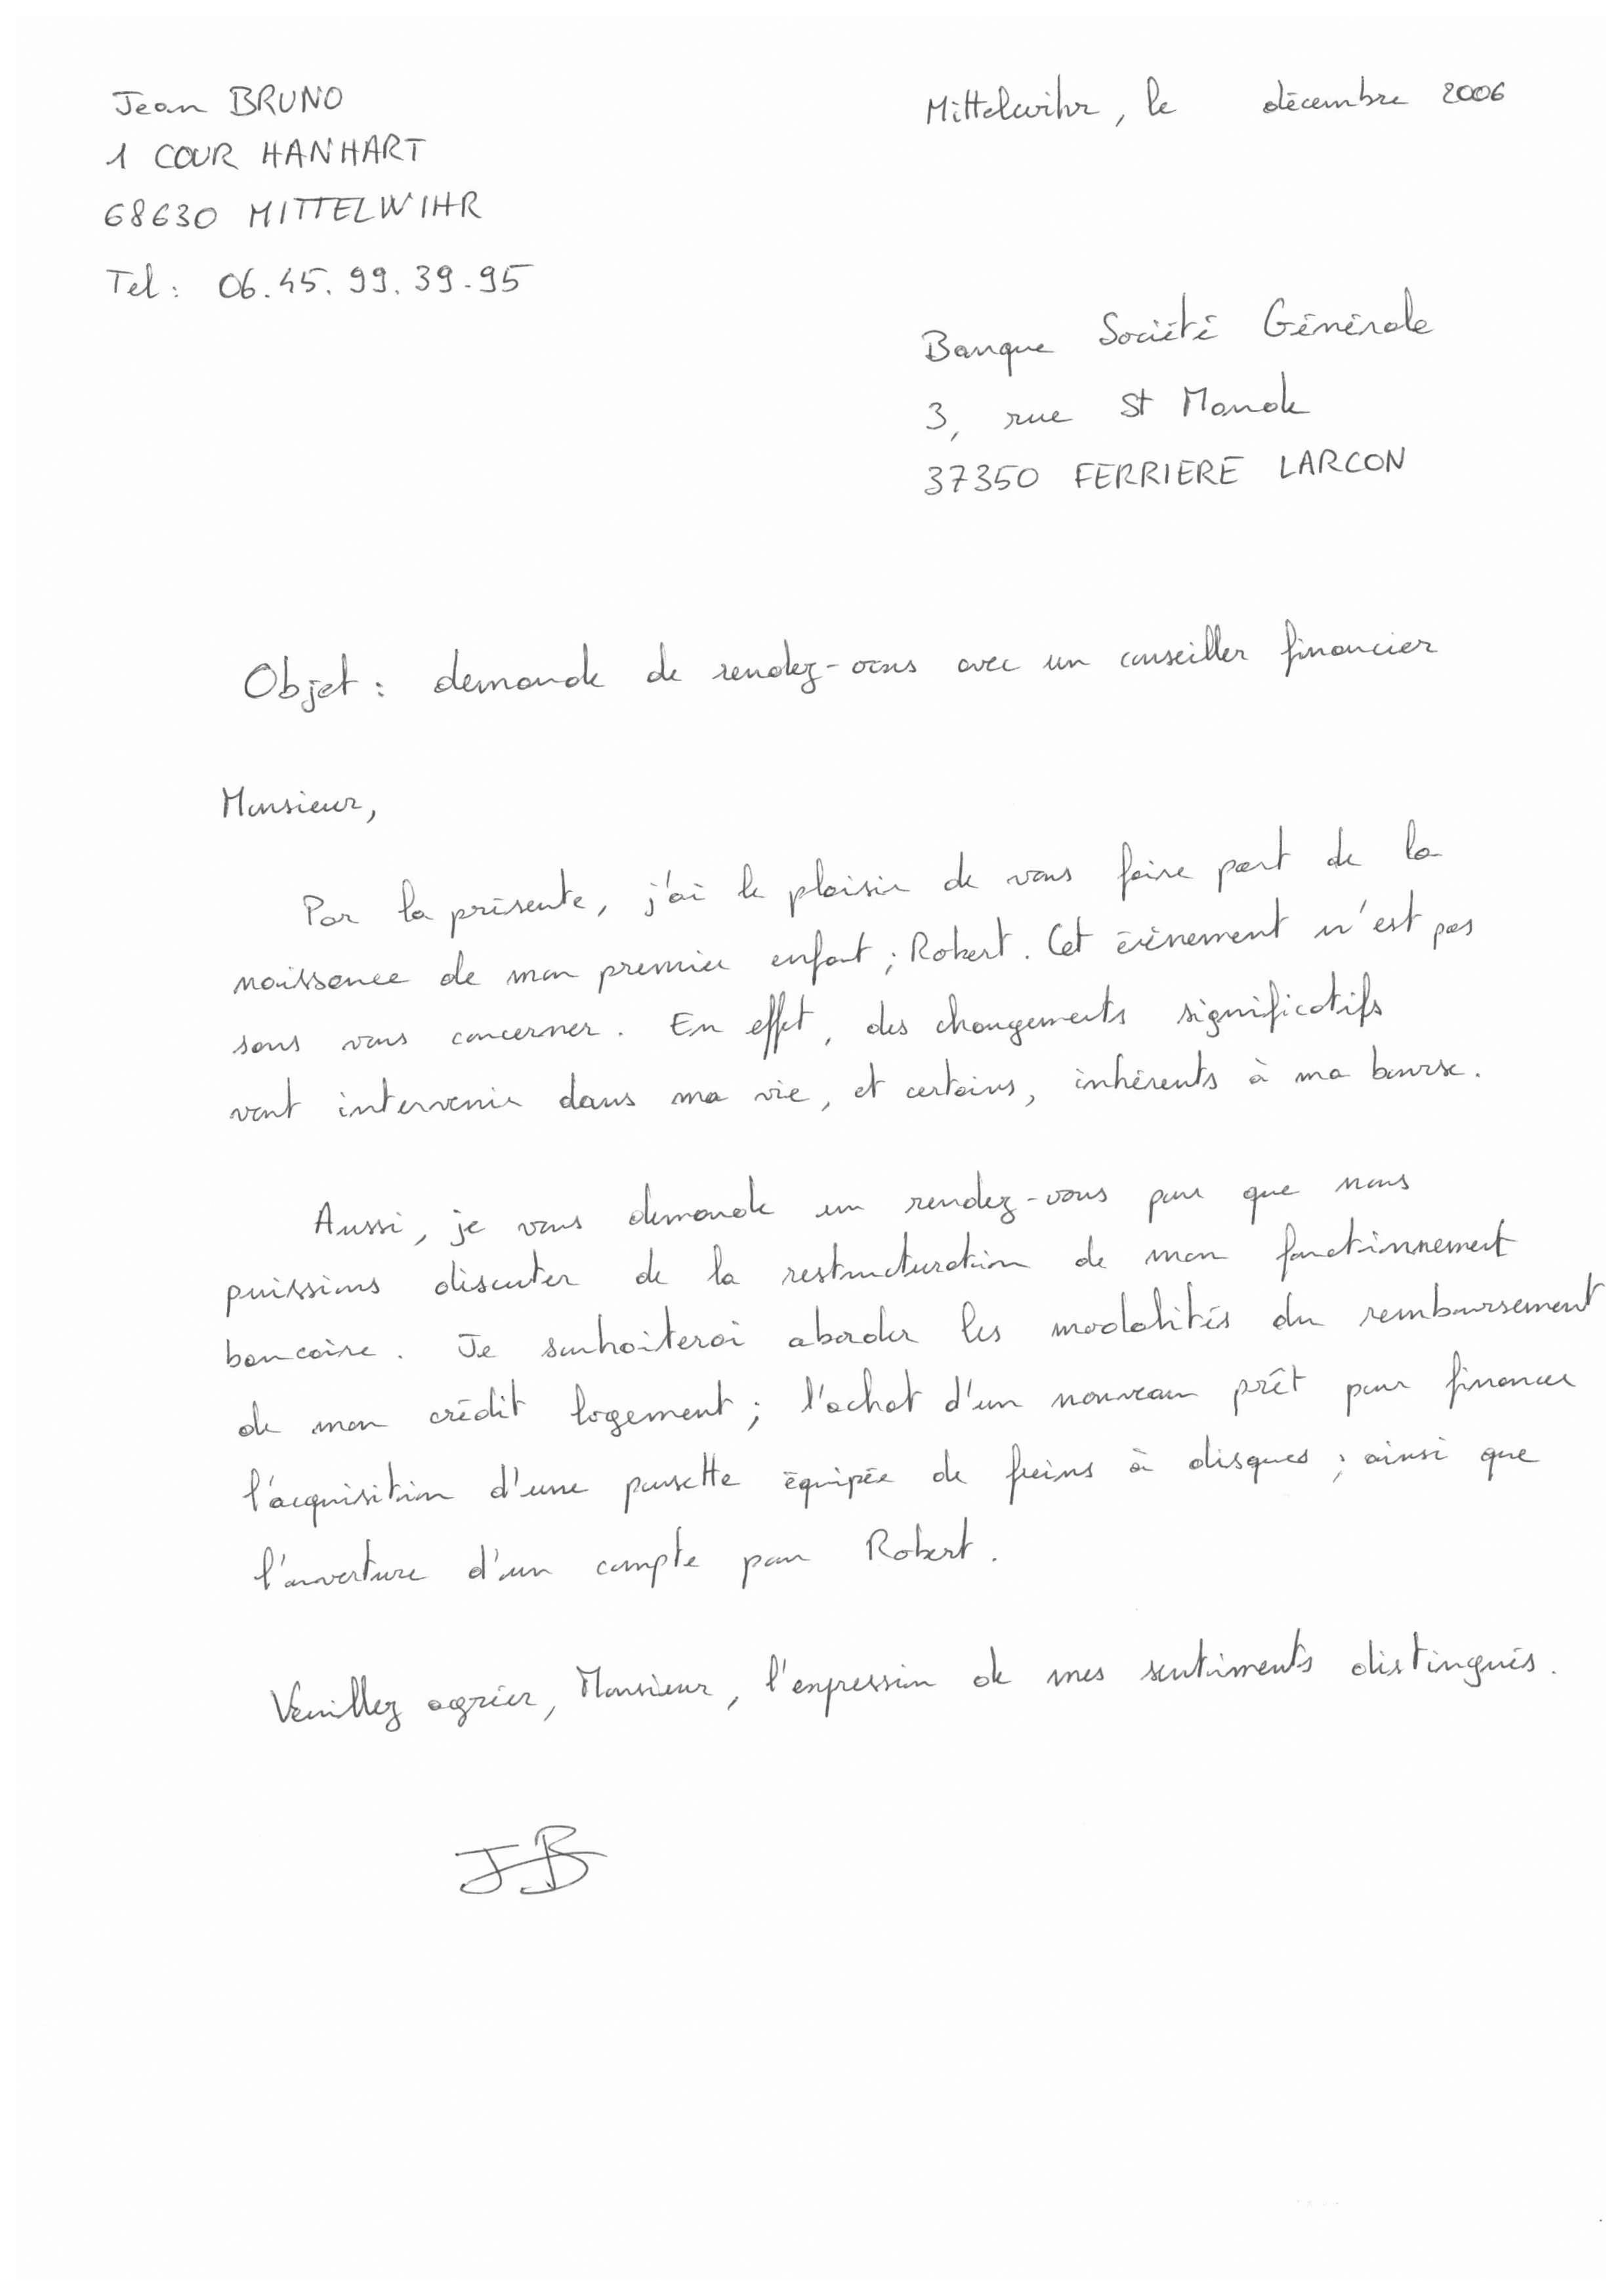 Jean BRUNO
1 COUR HANHART
68630 MITTELWIHR
Tel : 06.45.99.39.95
Mittelwihr, le décembre 2006
Banque Société Générale
3, rue St Mande
37350 FERRIERE LARCON
Objet : demande de rendez-vous avec un conseiller financier
Monsieur,
Par la présente, j'ai le plaisir de vous faire part de la
naissance de mon premier enfant ; Robert. Cet évènement n'est pas
sans vous concerner. En effet, des changements significatifs
vont intervenir dans ma vie, et certains, inhérents à ma bourse.
Aussi, je vous demande un rendez-vous pour que nous
puissions discuter de la restructuration de mon fonctionnement
bancaire. Je souhaiterai aborder les modalités du remboursement
de mon crédit logement ; l'achat d'un nouveau prêt pour financer
l'acquisition d'une pousette équipée de freins à disques ; ainsi que
l'ouverture d'un compte pour Robert.
Veuillez agréer, Monsieur, l'expression de mes sentiments distingués.
JB